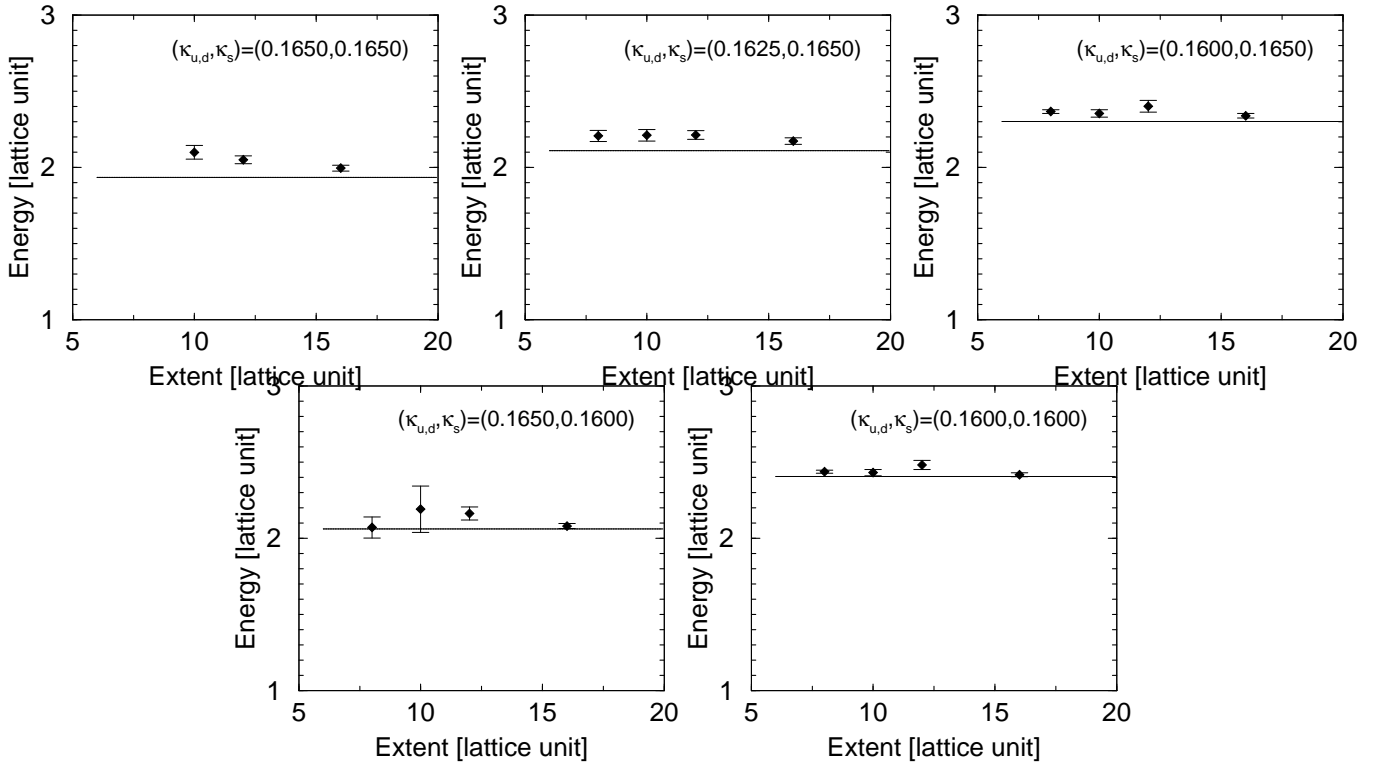 3
2
1
Energy [lattice unit]
(κu,d,κs)=(0.1650,0.1650)
5 10 15 20
Extent [lattice unit]
3
2
1
Energy [lattice unit]
(κu,d,κs)=(0.1625,0.1650)
5 10 15 20
Extent [lattice unit]
3
2
1
Energy [lattice unit]
(κu,d,κs)=(0.1600,0.1650)
5 10 15 20
Extent [lattice unit]
3
2
1
Energy [lattice unit]
(κu,d,κs)=(0.1650,0.1600)
5 10 15 20
Extent [lattice unit]
3
2
1
Energy [lattice unit]
(κu,d,κs)=(0.1600,0.1600)
5 10 15 20
Extent [lattice unit]